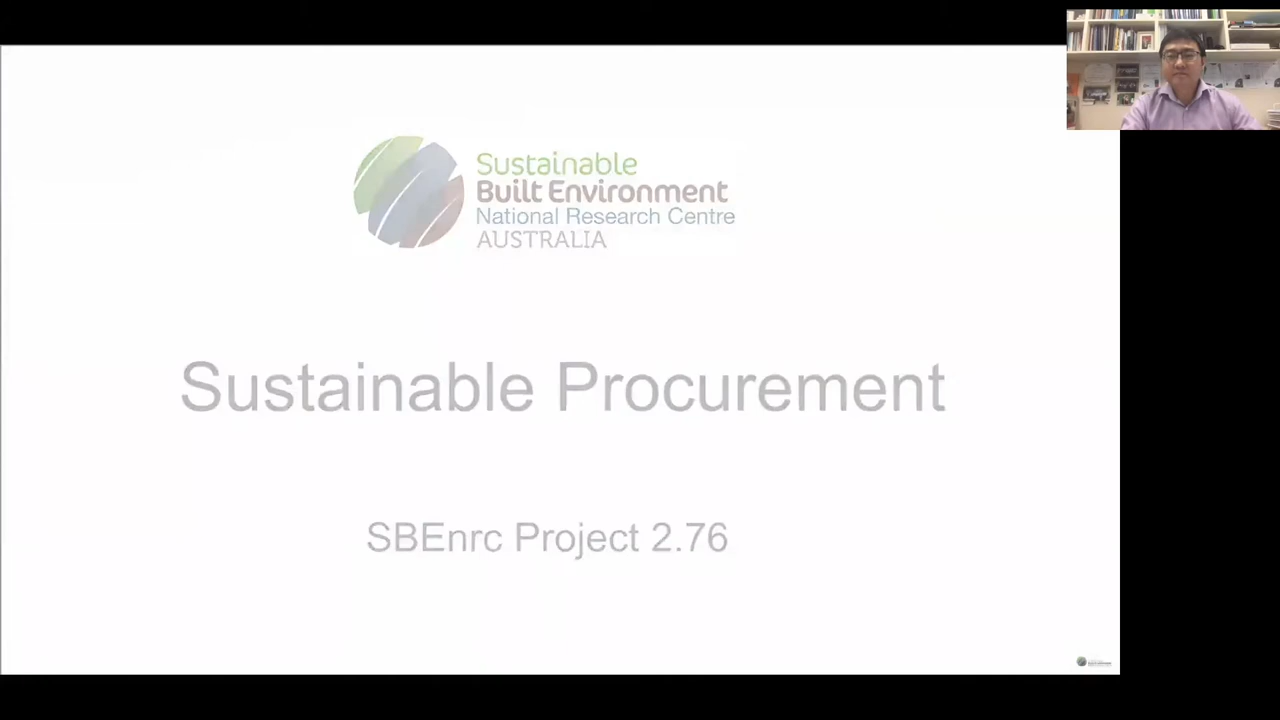 Sustainable
Built Environment
National Research Centre
AUSTRALIA
Sustainable Procurement
SBEnrc Project 2.76